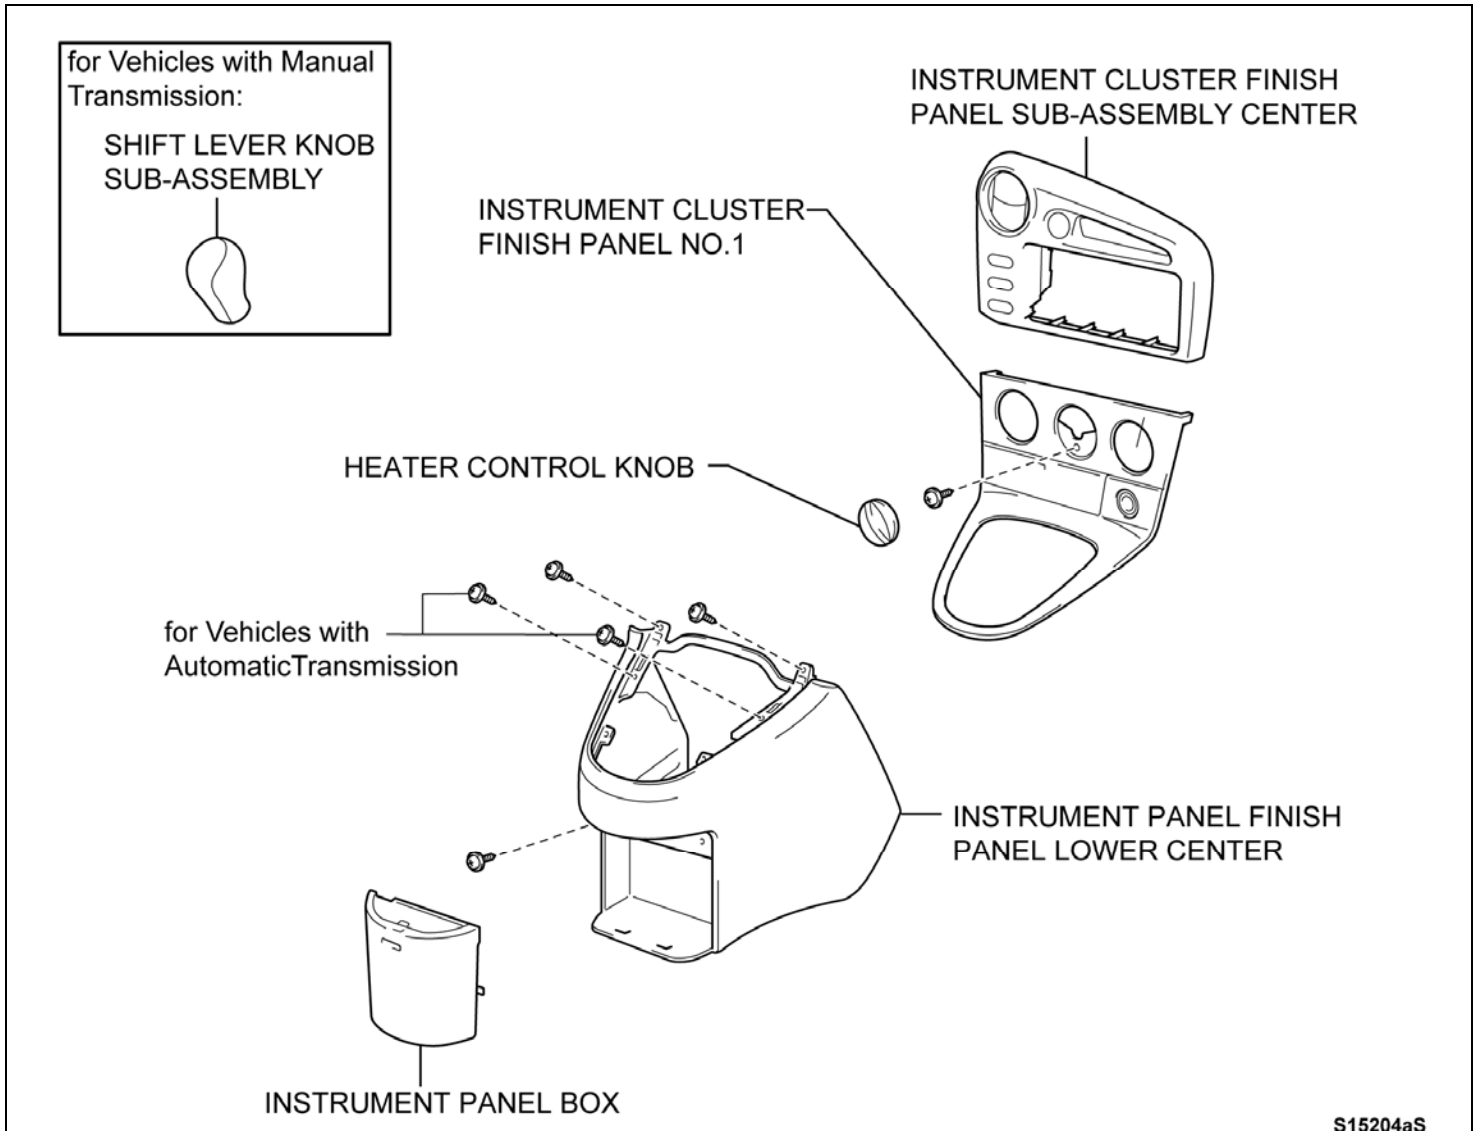 for Vehicles with Manual
Transmission:
SHIFT LEVER KNOB
SUB-ASSEMBLY
INSTRUMENT CLUSTER FINISH
PANEL SUB-ASSEMBLY CENTER
INSTRUMENT CLUSTER
FINISH PANEL NO.1
HEATER CONTROL KNOB
for Vehicles with
AutomaticTransmission
INSTRUMENT PANEL FINISH
PANEL LOWER CENTER
INSTRUMENT PANEL BOX
S15204aS